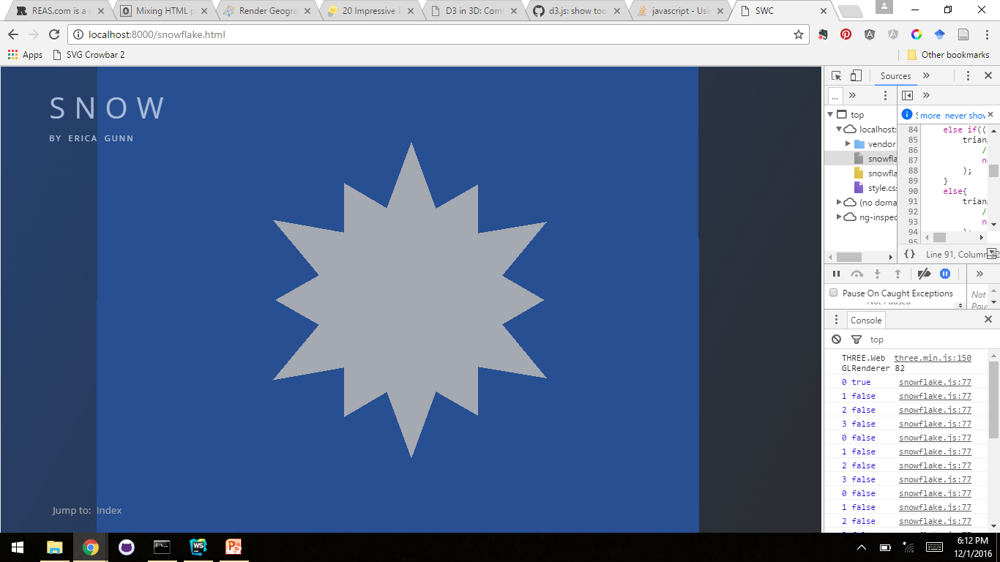 REAS.com is a c
Mixing HTML p
Render Geogra
20 Impressive E
D3 in 3D: Coml
d3.js: show too
javascript - Usi
SWC
localhost:8000/snowflake.html
Apps
SVG Crowbar 2
Other bookmarks
SNOW
BY ERICA GUNN
Jump to: Index
Sources
...
top
localhost:
vendor
snowfla
snowfla
style.css
(no doma
ng-inspec
more never show
84 else if((
85 trian
86 /
87 ne
88 );
89 }
90 else{
91 trian
92 /
93 ne
94 );
95
{} Line 91, Column 32
Pause On Caught Exceptions
Not Paused
Not
Pau
Console
top
THREE.Web three.min.js:150
GLRenderer 82
0 true snowflake.js:77
1 false snowflake.js:77
2 false snowflake.js:77
3 false snowflake.js:77
0 false snowflake.js:77
1 false snowflake.js:77
2 false snowflake.js:77
3 false snowflake.js:77
0 false snowflake.js:77
1 false snowflake.js:77
2 false snowflake.js:77
WS
6:12 PM
12/1/2016